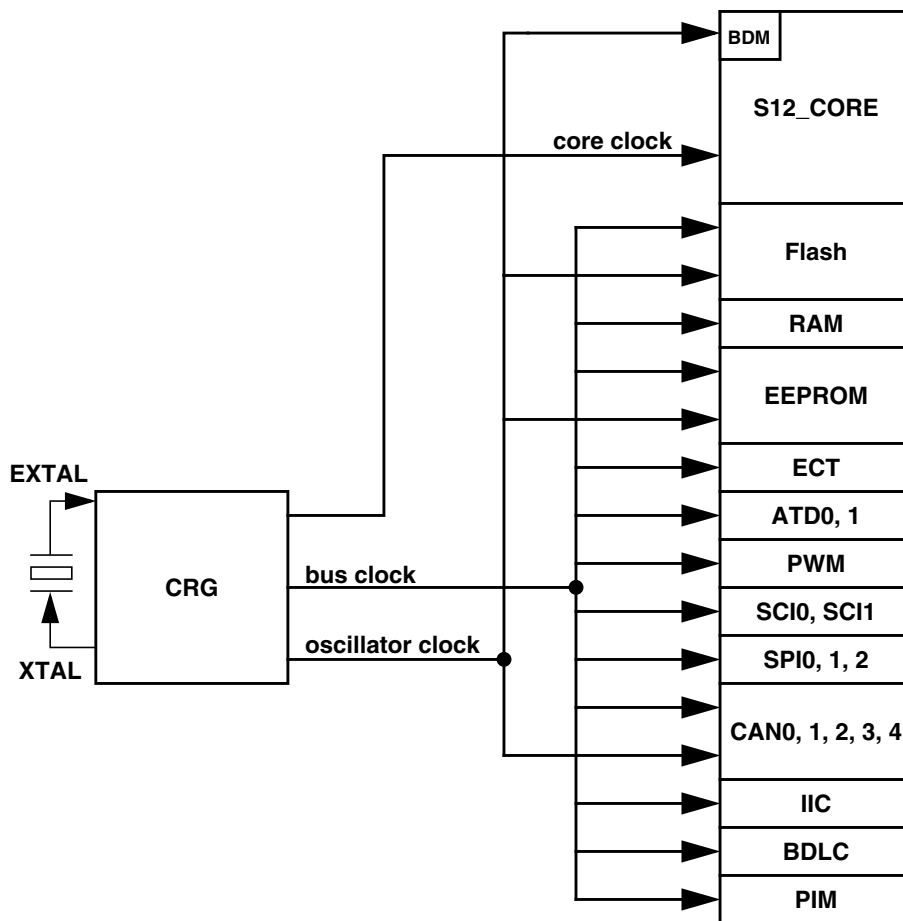 BDM
S12_CORE
core clock
Flash
RAM
EEPROM
ECT
EXTAL
ATD0, 1
PWM
bus clock
CRG
SCI0, SCI1
oscillator clock
SPI0, 1, 2
XTAL
CAN0, 1, 2, 3, 4
IIC
BDLC
PIM